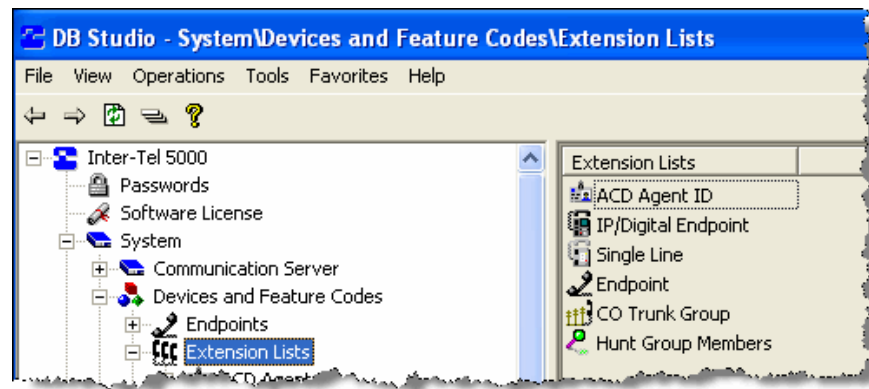 DB Studio - System\Devices and Feature Codes\Extension Lists
File View Operations Tools Favorites Help
Inter-Tel 5000
Passwords
Software License
System
Communication Server
Devices and Feature Codes
Endpoints
Extension Lists
Extension Lists
ACD Agent ID
IP/Digital Endpoint
Single Line
Endpoint
CO Trunk Group
Hunt Group Members